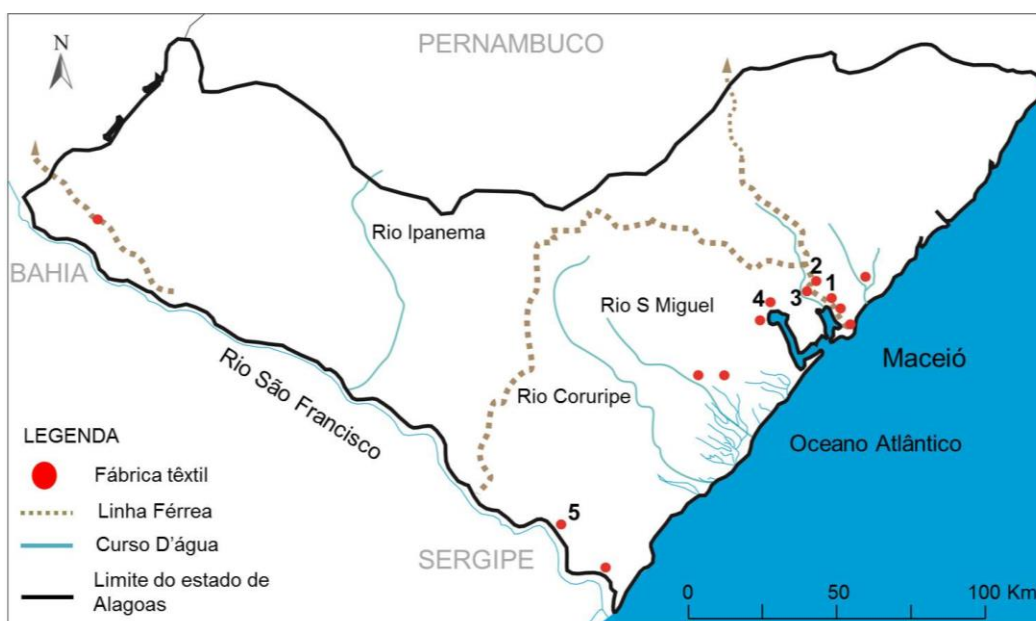 N
PERNAMBUCO
Rio Ipanema
2
1
BAHIA
3
4
Rio S Miguel
Maceió
Rio São Francisco
Rio Coruripe
Oceano Atlântico
LEGENDA
Fábrica têxtil
Linha Férrea
5
Curso D'água
SERGIPE
Limite do estado de
Alagoas
0 50 100 Km